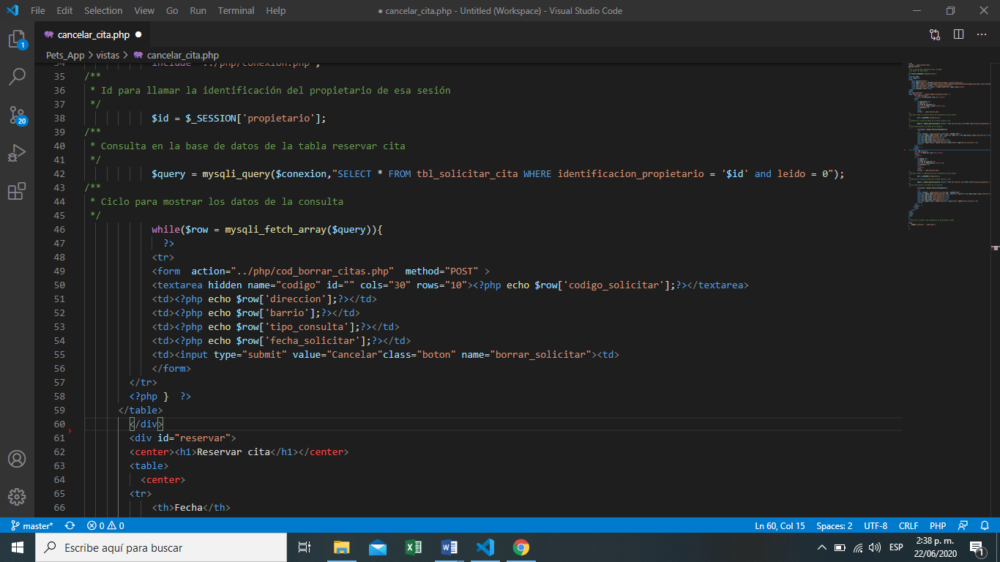 File Edit Selection View Go Run Terminal Help
● cancelar_cita.php - Untitled (Workspace) - Visual Studio Code
cancelar_cita.php ●
Pets_App > vistas > cancelar_cita.php
34 include '../php/conexion.php';
35 /**
36 * Id para llamar la identificación del propietario de esa sesión
37 */
38 $id = $_SESSION['propietario'];
39 /**
40 * Consulta en la base de datos de la tabla reservar cita
41 */
42 $query = mysqli_query($conexion,"SELECT * FROM tbl_solicitar_cita WHERE identificacion_propietario = '$id' and leido = 0");
43 /**
44 * Ciclo para mostrar los datos de la consulta
45 */
46 while($row = mysqli_fetch_array($query)){
47 ?>
48 <tr>
49 <form  action="../php/cod_borrar_citas.php"  method="POST" >
50 <textarea hidden name="codigo" id="" cols="30" rows="10"><?php echo $row['codigo_solicitar'];?></textarea>
51 <td><?php echo $row['direccion'];?></td>
52 <td><?php echo $row['barrio'];?></td>
53 <td><?php echo $row['tipo_consulta'];?></td>
54 <td><?php echo $row['fecha_solicitar'];?></td>
55 <td><input type="submit" value="Cancelar"class="boton" name="borrar_solicitar"><td>
56 </form>
57 </tr>
58 <?php }  ?>
59 </table>
60 </div>
61 <div id="reservar">
62 <center><h1>Reservar cita</h1></center>
63 <table>
64 <center>
65 <tr>
66 <th>Fecha</th>
1
20
master* 0 0 Ln 60, Col 15 Spaces: 2 UTF-8 CRLF PHP
Escribe aquí para buscar
ESP
2:38 p. m.
22/06/2020
1